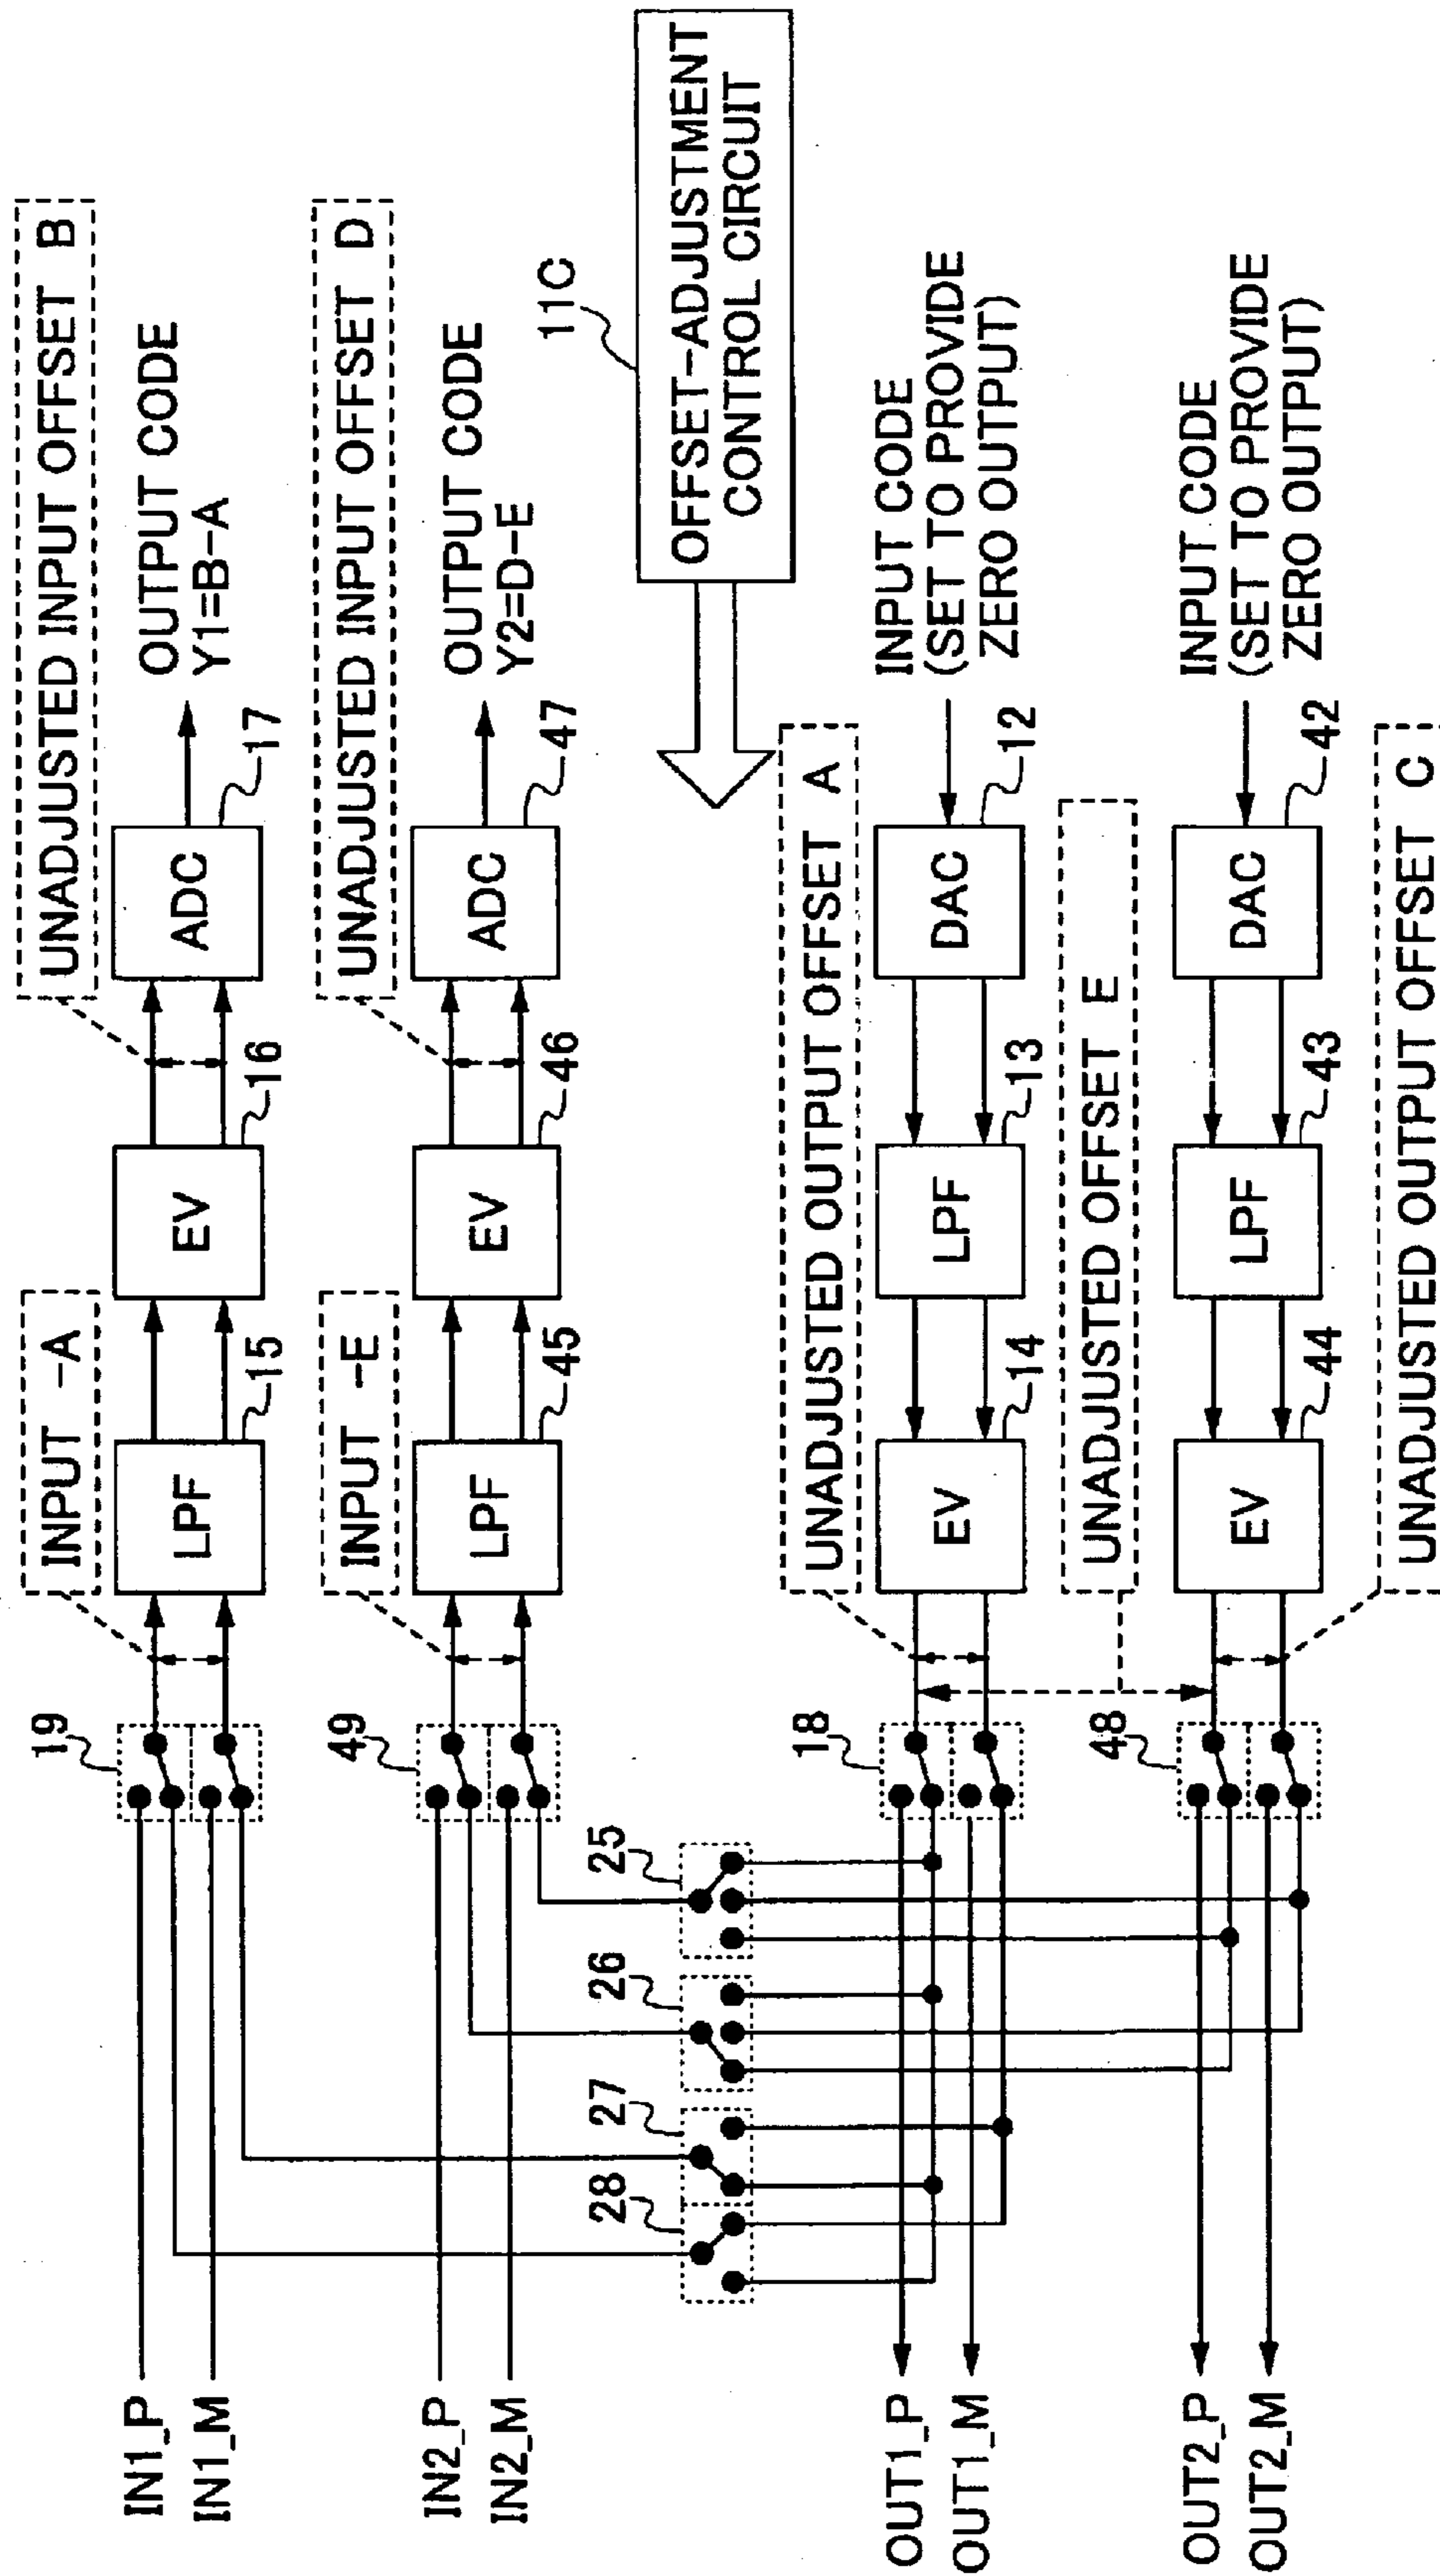 UNADJUSTED INPUT OFFSET B
INPUT -A
19
LPF
15
EV
16
ADC
17
OUTPUT CODE
Y1=B-A
IN1_P
IN1_M
UNADJUSTED INPUT OFFSET D
INPUT -E
49
LPF
45
EV
46
ADC
47
OUTPUT CODE
Y2=D-E
IN2_P
IN2_M
25
26
27
28
11C
OFFSET-ADJUSTMENT
CONTROL CIRCUIT
UNADJUSTED OUTPUT OFFSET A
18
EV
14
LPF
13
DAC
12
INPUT CODE
(SET TO PROVIDE
ZERO OUTPUT)
OUT1_P
OUT1_M
UNADJUSTED OFFSET E
48
EV
44
LPF
43
DAC
42
INPUT CODE
(SET TO PROVIDE
ZERO OUTPUT)
OUT2_P
OUT2_M
UNADJUSTED OUTPUT OFFSET C